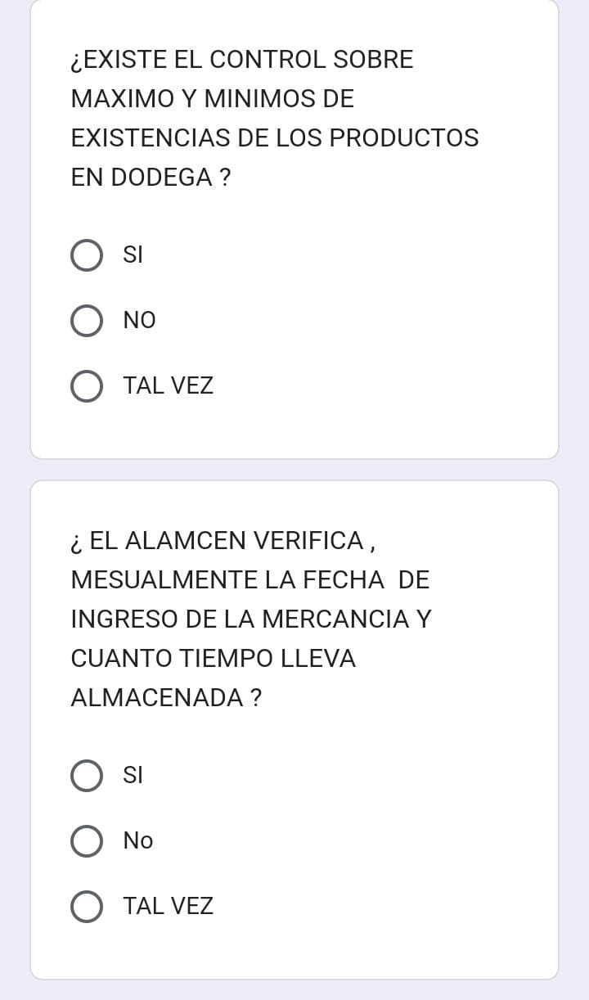 ¿EXISTE EL CONTROL SOBRE
MAXIMO Y MINIMOS DE
EXISTENCIAS DE LOS PRODUCTOS
EN DODEGA ?
SI
NO
TAL VEZ
¿ EL ALAMCEN VERIFICA ,
MESUALMENTE LA FECHA  DE
INGRESO DE LA MERCANCIA Y
CUANTO TIEMPO LLEVA
ALMACENADA ?
SI
No
TAL VEZ